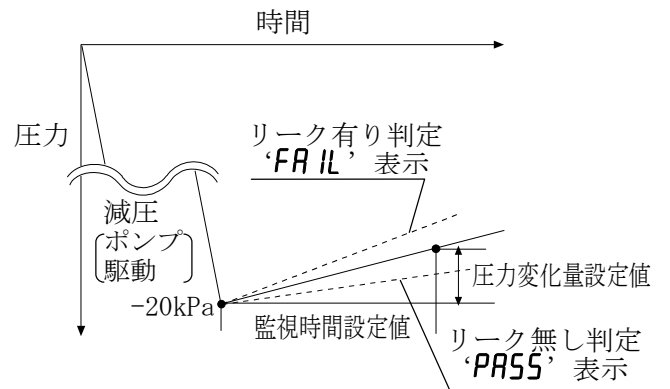 時間
圧力
リーク有り判定
‘FAIL’ 表示
減圧
ポンプ
駆動
-20kPa
圧力変化量設定値
監視時間設定値
リーク無し判定
‘PASS’ 表示